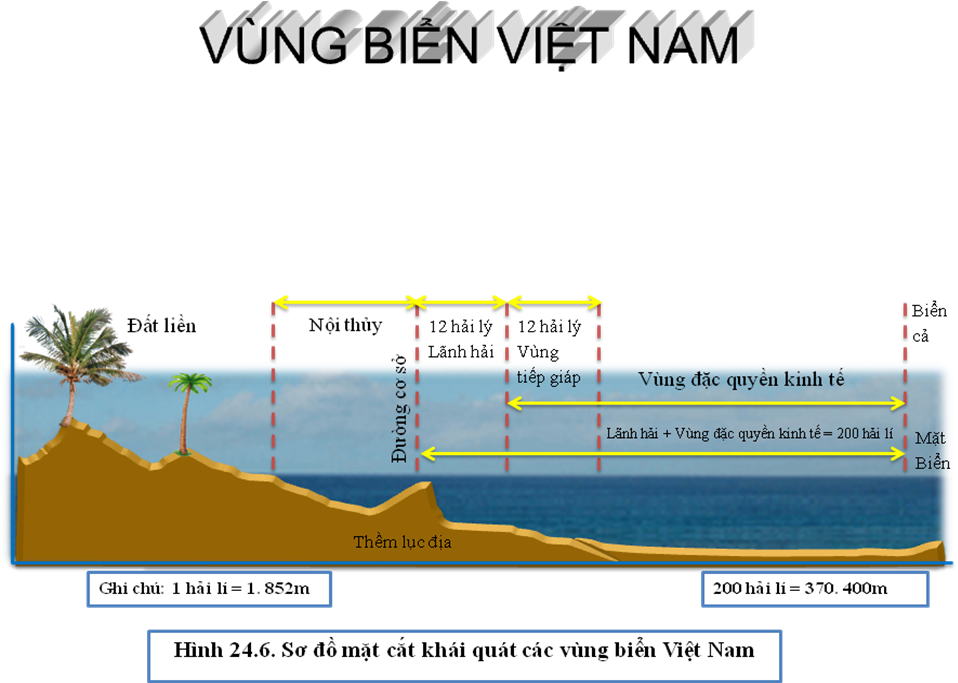 VÙNG BIỂN VIỆT NAM
Đất liền
Nội thủy
12 hải lý
Lãnh hải
12 hải lý
Vùng
tiếp giáp
Biển
cả
Đường cơ sở
Vùng đặc quyền kinh tế
Lãnh hải + Vùng đặc quyền kinh tế = 200 hải lí
Mặt
Biển
Thềm lục địa
Ghi chú: 1 hải lí = 1. 852m
200 hải lí = 370. 400m
Hình 24.6. Sơ đồ mặt cắt khái quát các vùng biển Việt Nam